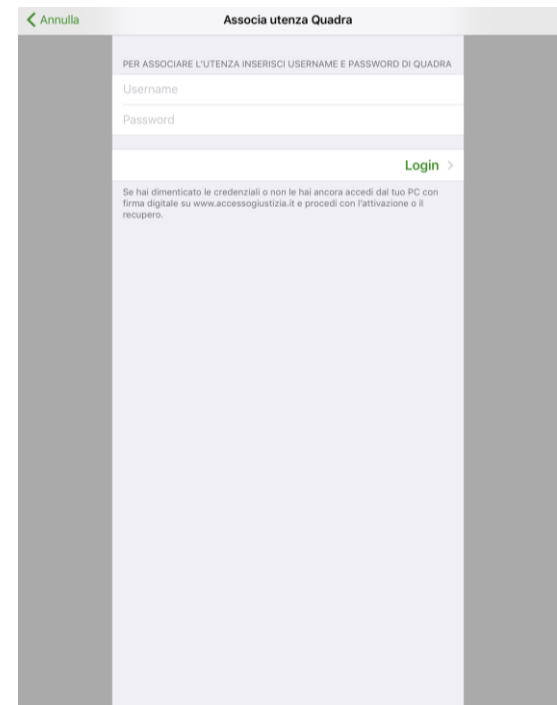 Annulla
Associa utenza Quadra
PER ASSOCIARE L'UTENZA INSERISCI USERNAME E PASSWORD DI QUADRA
Username
Password
Login
Se hai dimenticato le credenziali o non le hai ancora accedi dal tuo PC con
firma digitale su www.accessogiustizia.it e procedi con l'attivazione o il
recupero.